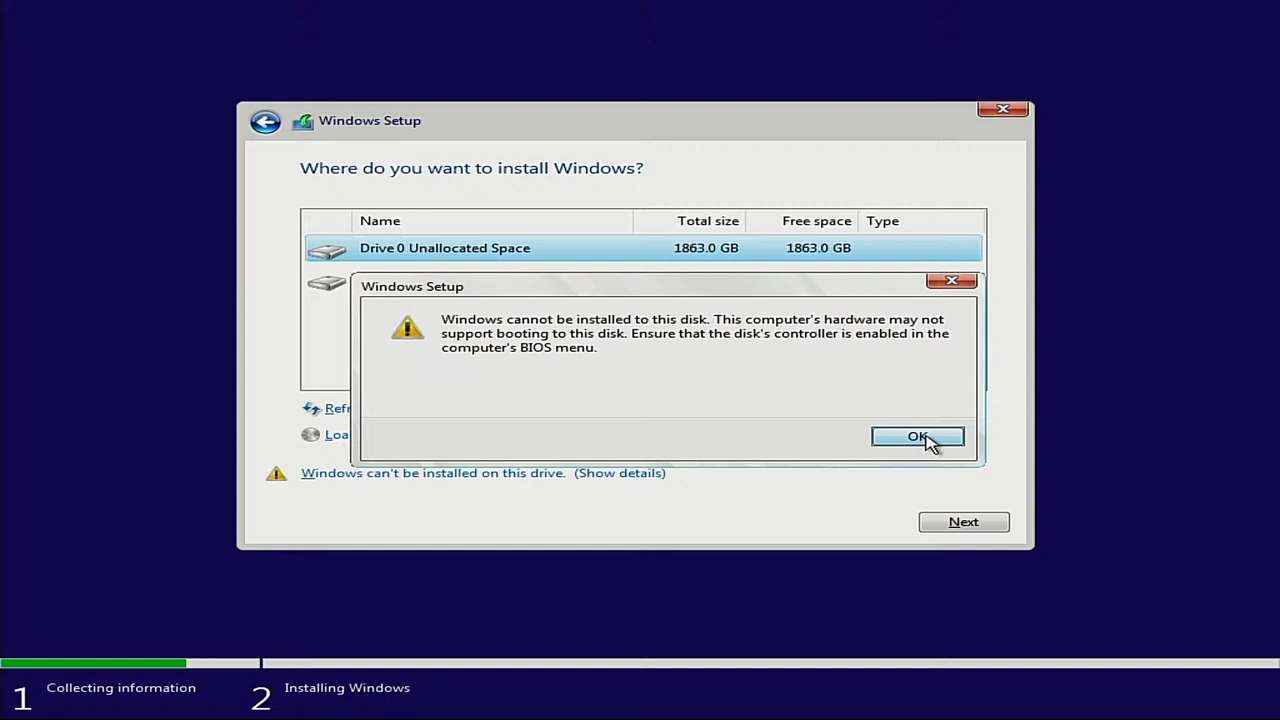 Windows Setup
Where do you want to install Windows?
Name Total size Free space Type
Drive 0 Unallocated Space 1863.0 GB 1863.0 GB
Windows Setup
Windows cannot be installed to this disk. This computer's hardware may not
support booting to this disk. Ensure that the disk's controller is enabled in the
computer's BIOS menu.
OK
Refr
Loa
Windows can't be installed on this drive. (Show details)
Next
1 Collecting information 2 Installing Windows